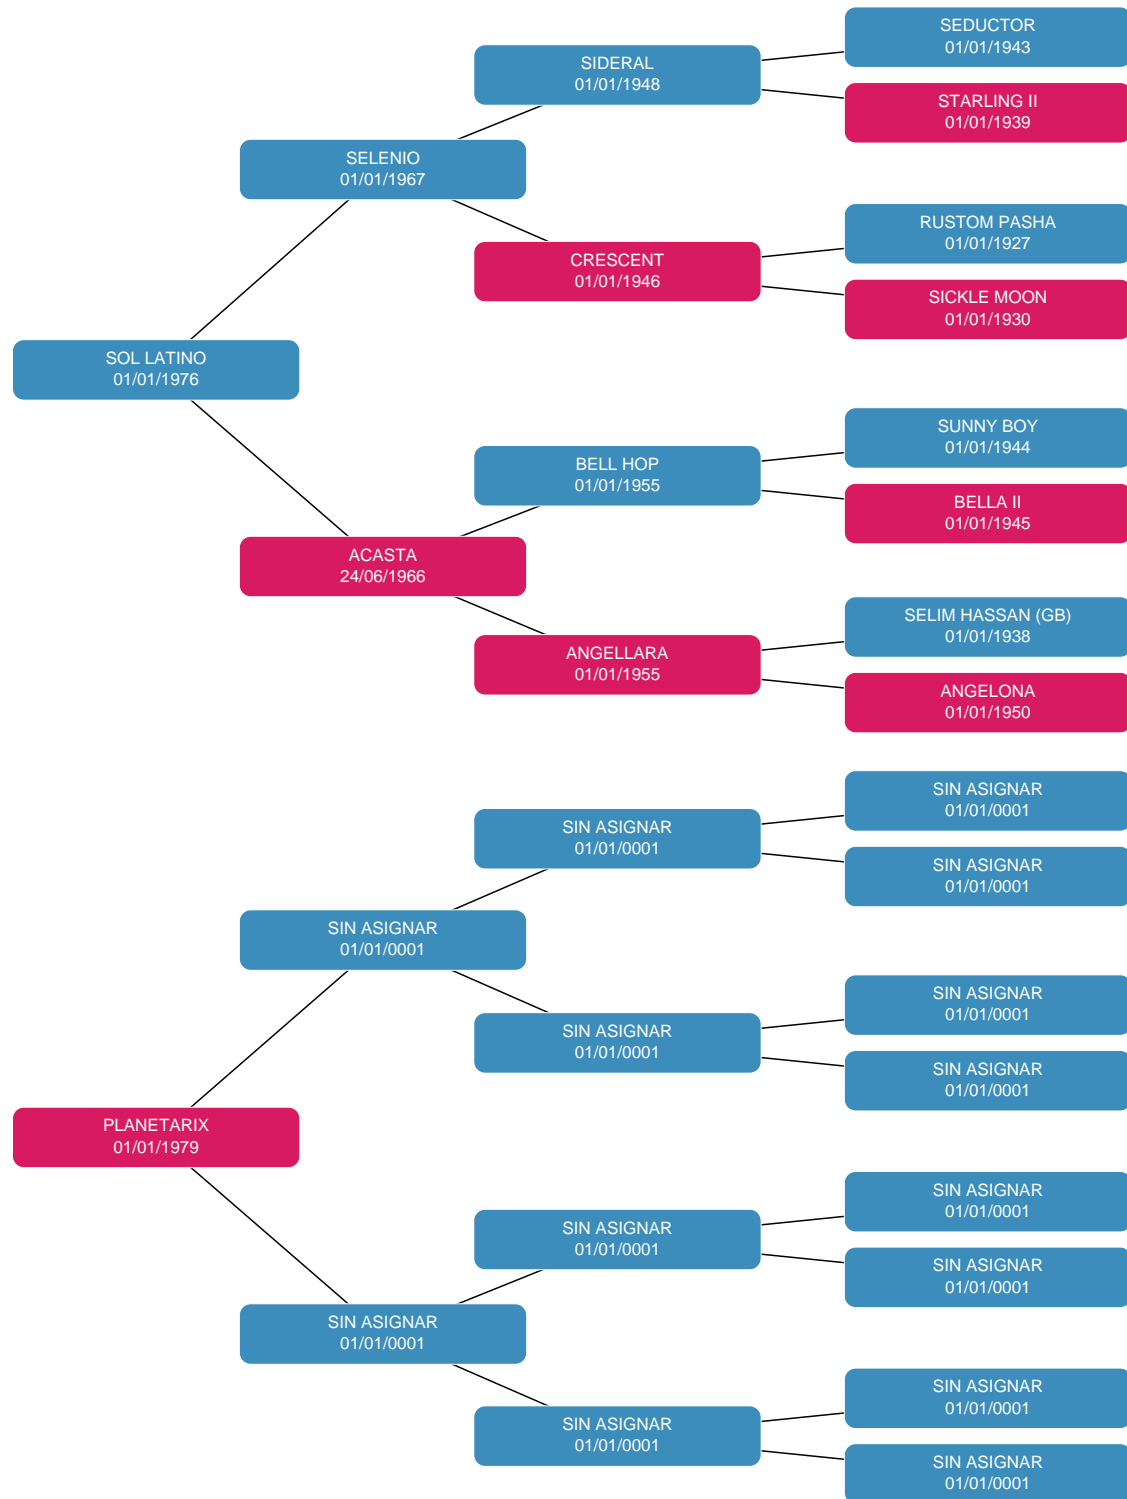 SEDUCTOR
01/01/1943
SIDERAL
01/01/1948
STARLING II
01/01/1939
SELENIO
01/01/1967
RUSTOM PASHA
01/01/1927
CRESCENT
01/01/1946
SICKLE MOON
01/01/1930
SOL LATINO
01/01/1976
SUNNY BOY
01/01/1944
BELL HOP
01/01/1955
BELLA II
01/01/1945
ACASTA
24/06/1966
SELIM HASSAN (GB)
01/01/1938
ANGELLARA
01/01/1955
ANGELONA
01/01/1950
SIN ASIGNAR
01/01/0001
SIN ASIGNAR
01/01/0001
SIN ASIGNAR
01/01/0001
SIN ASIGNAR
01/01/0001
SIN ASIGNAR
01/01/0001
SIN ASIGNAR
01/01/0001
SIN ASIGNAR
01/01/0001
PLANETARIX
01/01/1979
SIN ASIGNAR
01/01/0001
SIN ASIGNAR
01/01/0001
SIN ASIGNAR
01/01/0001
SIN ASIGNAR
01/01/0001
SIN ASIGNAR
01/01/0001
SIN ASIGNAR
01/01/0001
SIN ASIGNAR
01/01/0001